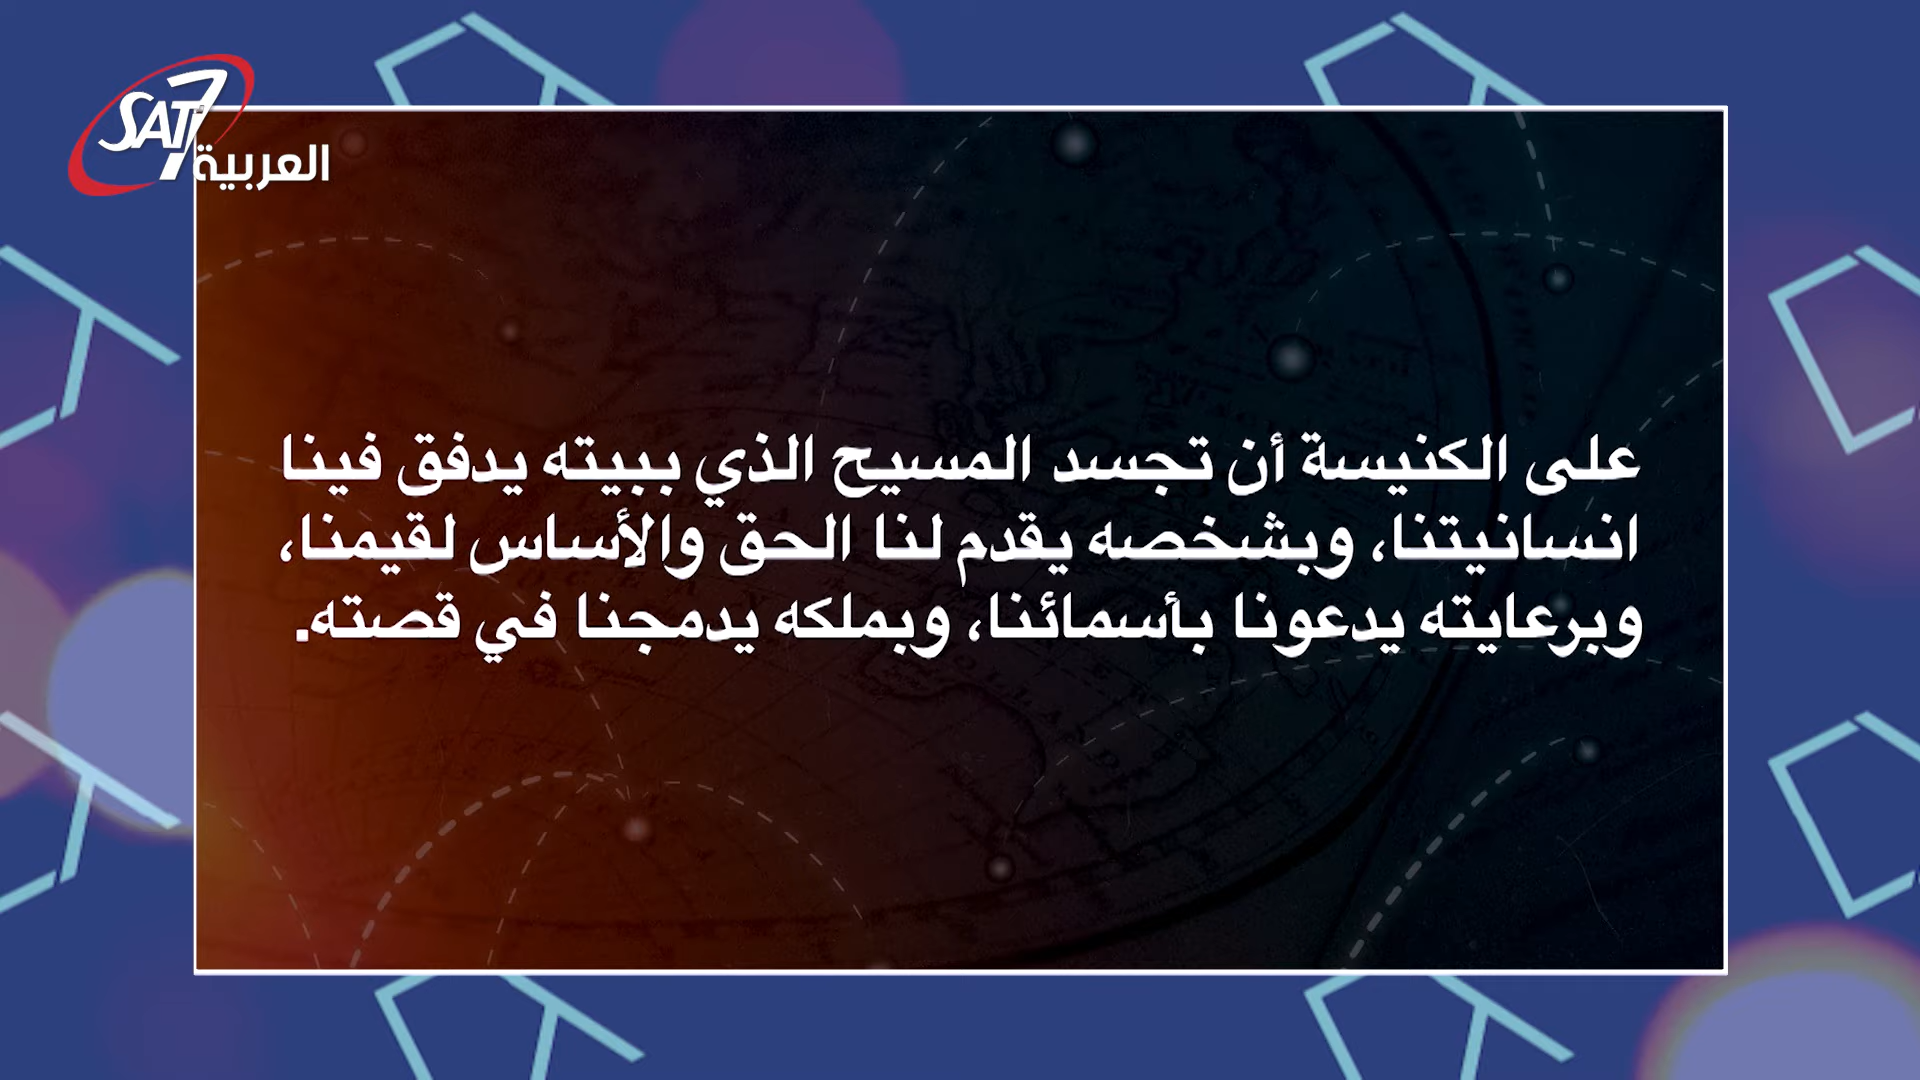 SAT7
العربية
على الكنيسة أن تجسد المسيح الذي ببيته يدفق فينا
انسانيتنا، وبشخصه يقدم لنا الحق والأساس لقيمنا،
وبرعايته يدعونا بأسمائنا، وبملكه يدمجنا في قصته.